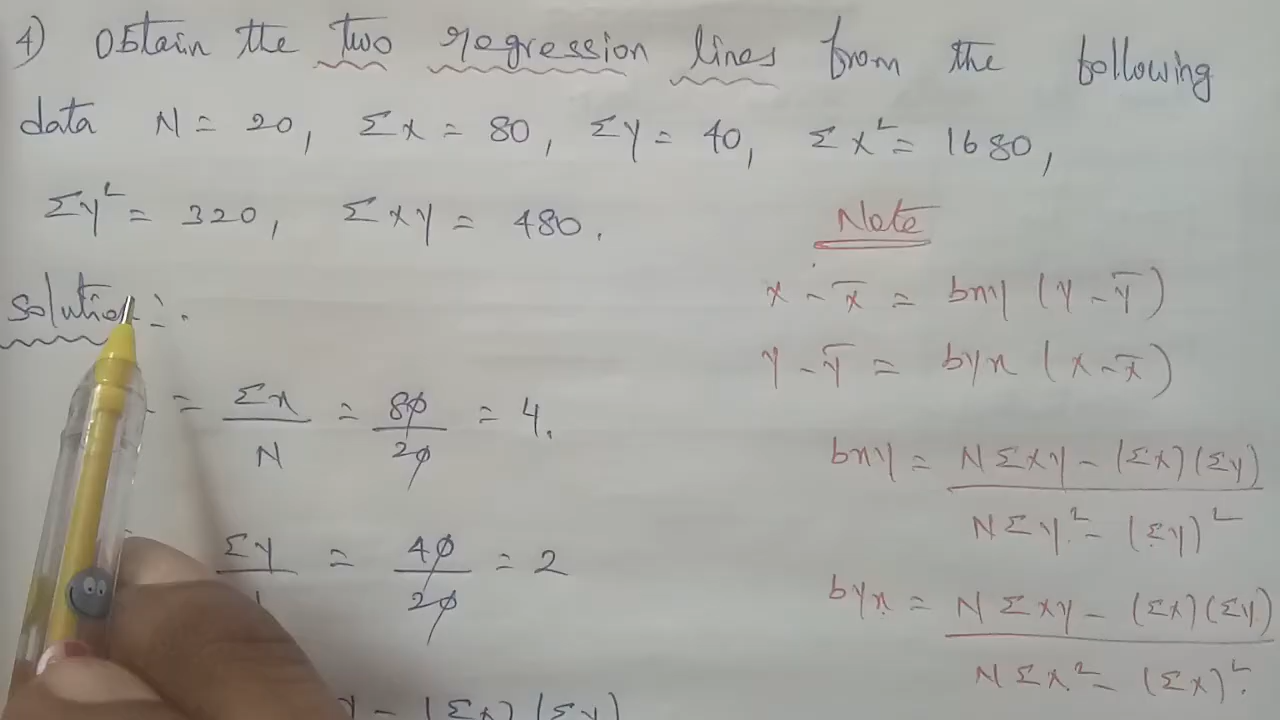 4) Obtain the two regression lines from the following
data N = 20, Σx = 80, Σy = 40, Σx² = 1680,
Σy² = 320, Σxy = 480.
Solution:-
= Σx/N = 80/20 = 4.
Σy/ = 40/20 = 2
y - (Σx)(Σy)
Note
x - x̄ = bxy (y - ȳ)
y - ȳ = byx (x - x̄)
bxy = NΣxy - (Σx)(Σy) / NΣy² - (Σy)²
byx = NΣxy - (Σx)(Σy) / NΣx² - (Σx)².